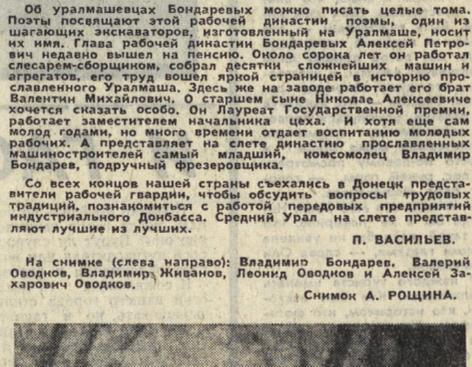 Об уралмашевцах Бондаревых можно писать целые тома.
Поэты посвящают этой рабочей династии поэмы, один из
шагающих экскаваторов, изготовленный на Уралмаше, носит
их имя. Глава рабочей династии Бондаревых Алексей Петро-
вич недавно вышел на пенсию. Около сорока лет он работал
слесарем-сборщиком, собрал десятки сложнейших машин и
агрегатов, его труд вошел яркой страницей в историю про-
славленного Уралмаша. Здесь же на заводе работает его брат
Валентин Михайлович. О старшем сыне Николае Алексеевиче
хочется сказать особо. Он Лауреат Государственной премии,
работает заместителем начальника цеха. И хотя еще сам
молод годами, но много времени отдает воспитанию молодых
рабочих. А представляет на слете династию прославленных
машиностроителей самый младший, комсомолец Владимир
Бондарев, подручный фрезеровщика.
Со всех концов нашей страны съехались в Донецк предста-
вители рабочей гвардии, чтобы обсудить вопросы трудовых
традиций, познакомиться с работой передовых предприятий
индустриального Донбасса. Средний Урал на слете представ-
ляют лучшие из лучших.
П. ВАСИЛЬЕВ.
На снимке (слева направо): Владимир Бондарев, Валерий
Оводков, Владимир Живанов, Леонид Оводков и Алексей За-
харович Оводков.
Снимок А. РОЩИНА.